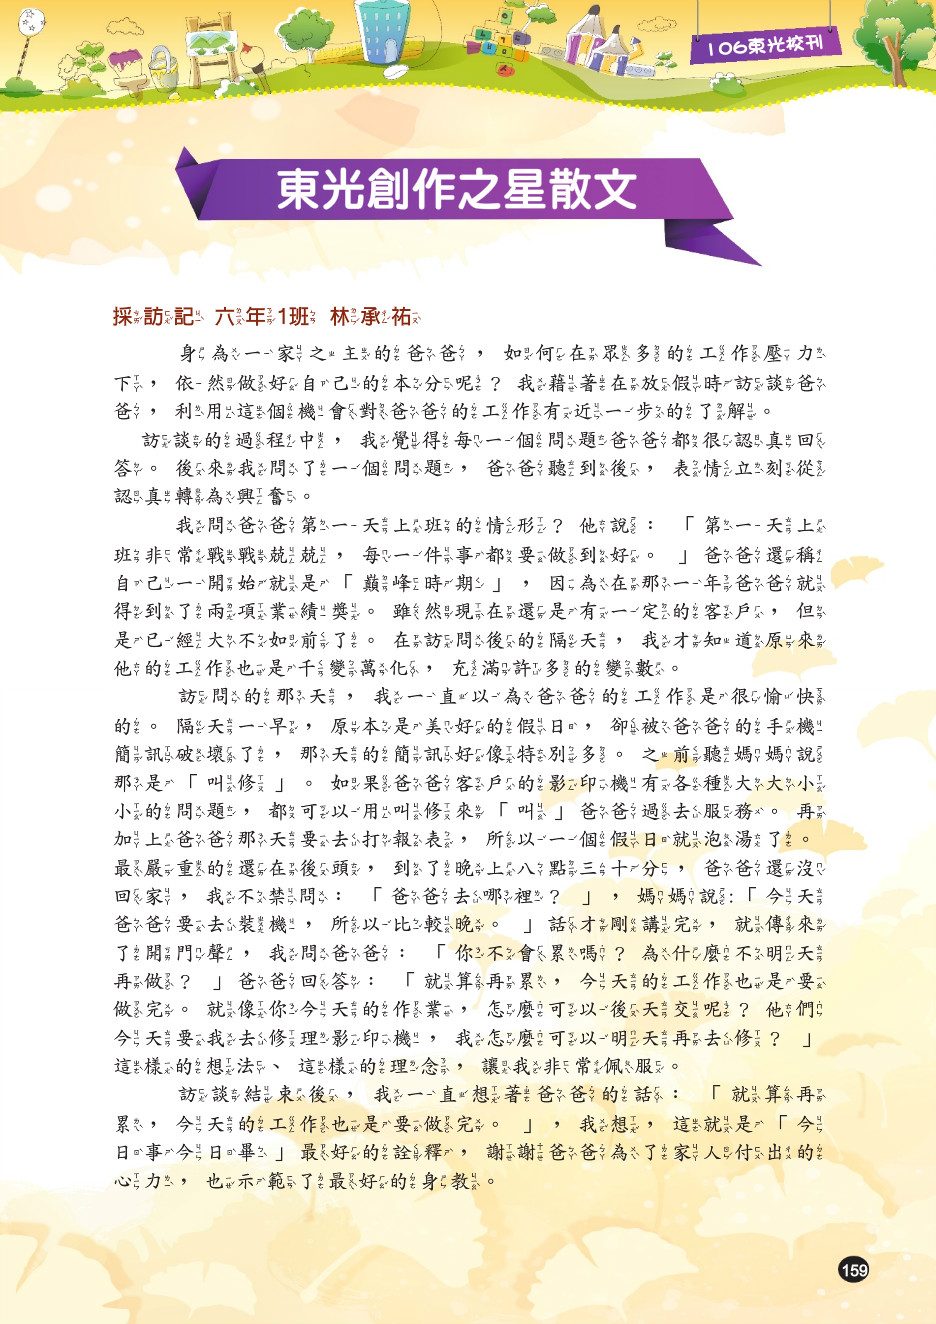 106東光校刊
東光創作之星散文
採訪記 六年1班 林承祐
身為一家之主的爸爸,如何在眾多的工作壓力
下,依然做好自己的本分呢?我藉著在放假時訪談爸
爸,利用這個機會對爸爸的工作有近一步的了解。
訪談的過程中,我覺得每一個問題爸爸都很認真回
答。後來我問了一個問題,爸爸聽到後,表情立刻從
認真轉為興奮。
我問爸爸第一天上班的情形?他說:「第一天上
班非常戰戰兢兢,每一件事都要做到好。」爸爸還稱
自己一開始就是「巔峰時期」,因為在那一年爸爸就
得到了兩項業績獎。雖然現在還是有一定的客戶,但
是已經大不如前了。在訪問後的隔天,我才知道原來
他的工作也是千變萬化,充滿許多的變數。
訪問的那天,我一直以為爸爸的工作是很愉快
的。隔天一早,原本是美好的假日,卻被爸爸的手機
簡訊破壞了,那天的簡訊好像特別多。之前聽媽媽說
那是「叫修」。如果爸爸客戶的影印機有各種大大小
小的問題,都可以用叫修來「叫」爸爸過去服務。再
加上爸爸那天要去打報表,所以一個假日就泡湯了。
最嚴重的還在後頭,到了晚上八點三十分,爸爸還沒
回家,我不禁問:「爸爸去哪裡?」,媽媽說:「今天
爸爸要去裝機,所以比較晚。」話才剛講完,就傳來
了開門聲,我問爸爸:「你不會累嗎?為什麼不明天
再做?」爸爸回答:「就算再累,今天的工作也是要
做完。就像你今天的作業,怎麼可以後天交呢?他們
今天要我去修理影印機,我怎麼可以明天再去修?」
這樣的想法、這樣的理念,讓我非常佩服。
訪談結束後,我一直想著爸爸的話:「就算再
累,今天的工作也是要做完。」,我想,這就是「今
日事今日畢」最好的詮釋,謝謝爸爸為了家人付出的
心力,也示範了最好的身教。
159